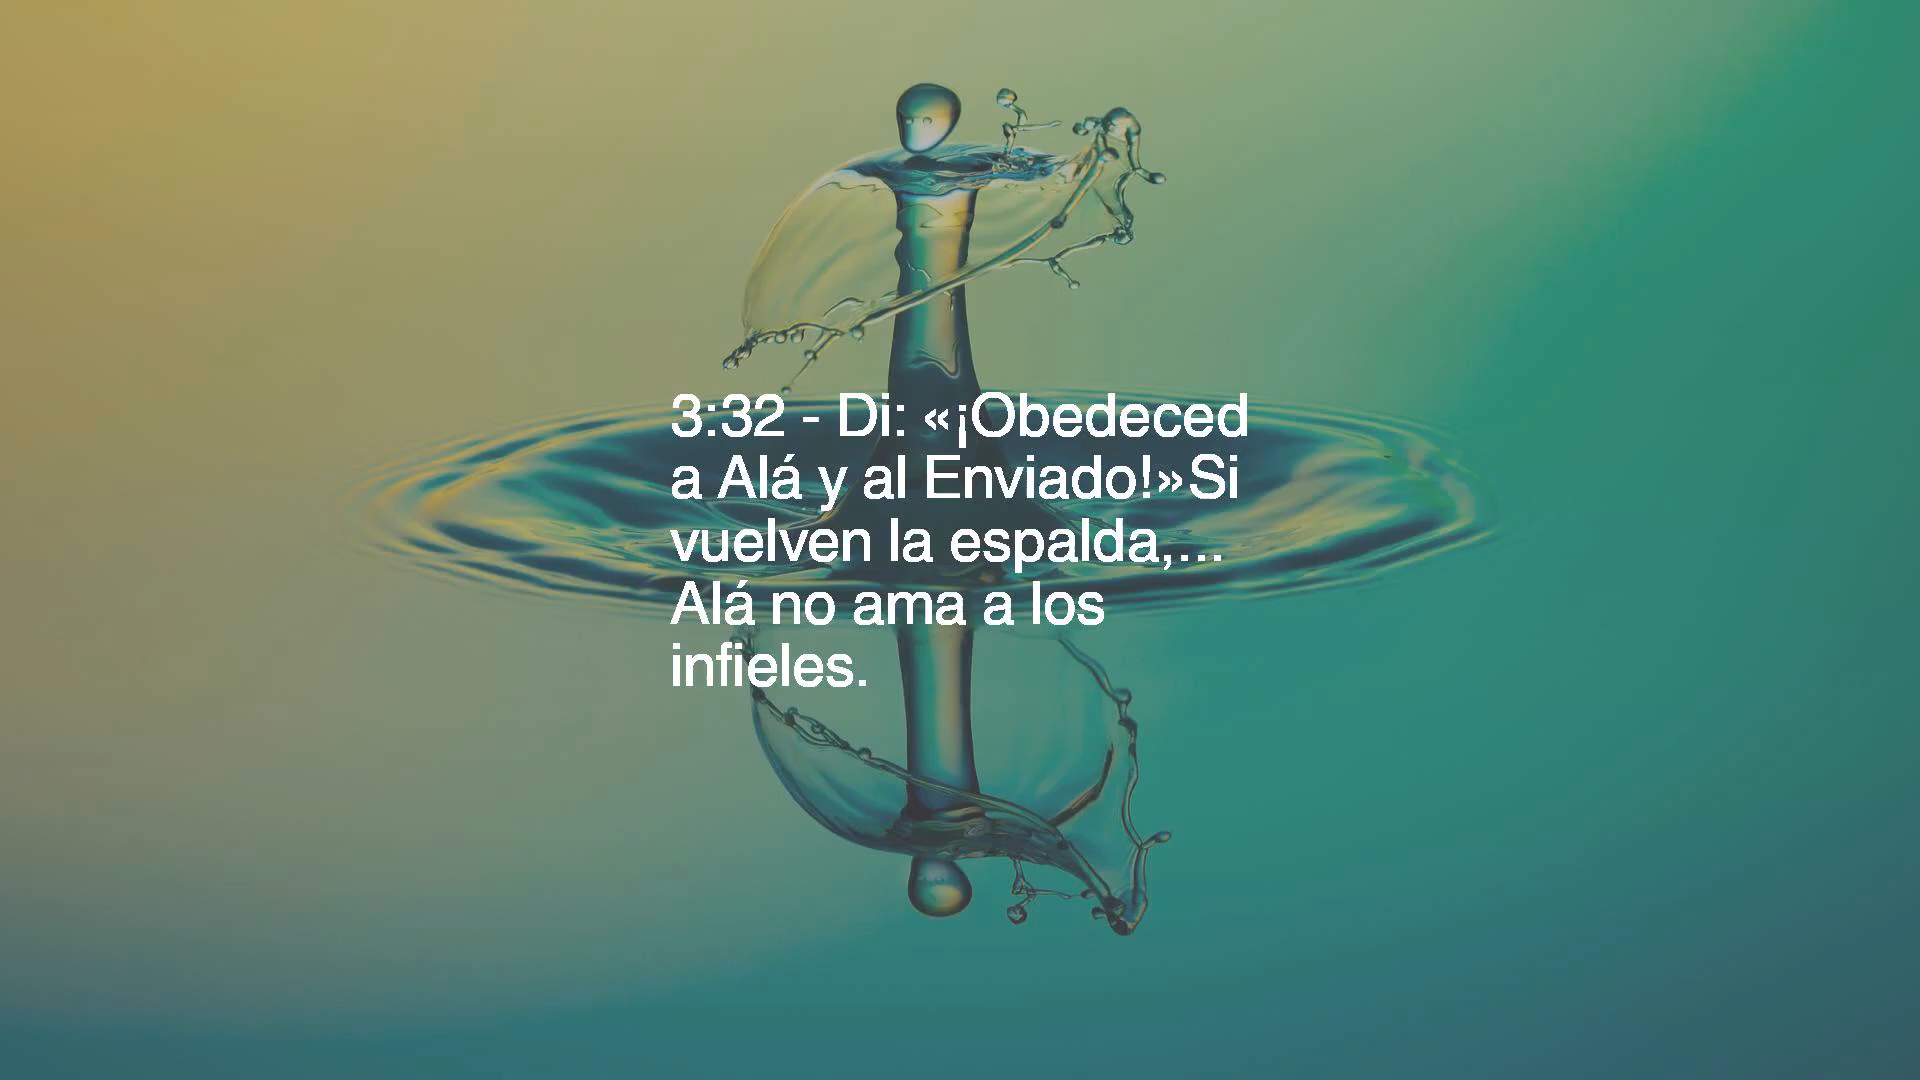 3:32 - Di: «¡Obedeced
a Alá y al Enviado!»Si
vuelven la espalda,...
Alá no ama a los
infieles.